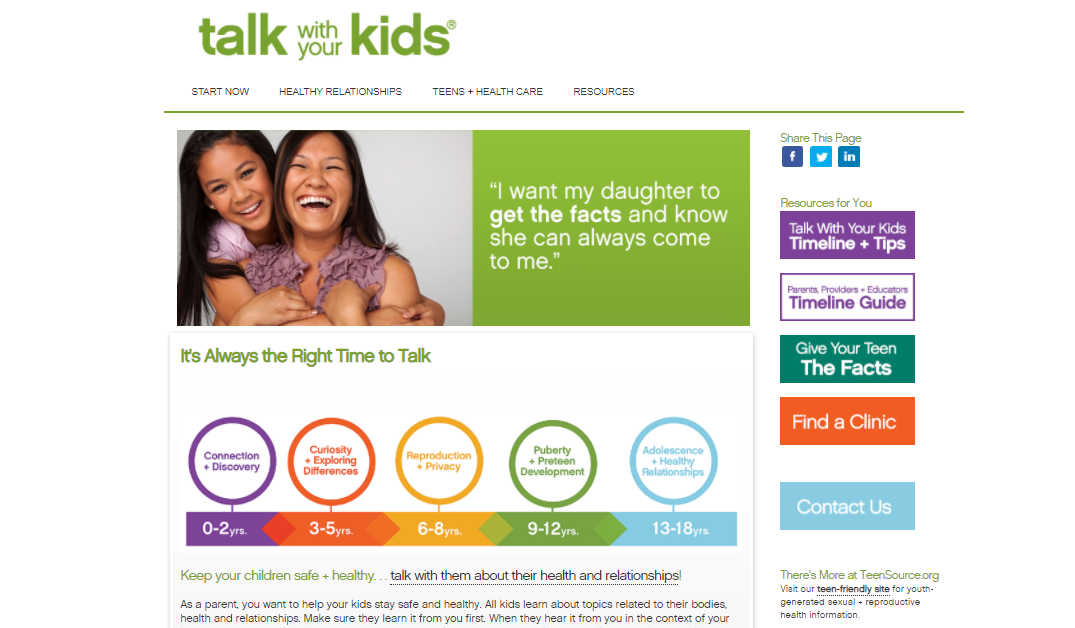 talk with your kids®
START NOW
HEALTHY RELATIONSHIPS
TEENS + HEALTH CARE
RESOURCES
“I want my daughter to
get the facts and know
she can always come
to me.”
It's Always the Right Time to Talk
Connection
+ Discovery
Curiosity
+ Exploring
Differences
Reproduction
+ Privacy
Puberty
+ Preteen
Development
Adolescence
+ Healthy
Relationships
0-2yrs.
3-5yrs.
6-8yrs.
9-12yrs.
13-18yrs.
Keep your children safe + healthy. . . talk with them about their health and relationships!
As a parent, you want to help your kids stay safe and healthy. All kids learn about topics related to their bodies,
health and relationships. Make sure they learn it from you first. When they hear it from you in the context of your
Share This Page
f
in
Resources for You
Talk With Your Kids
Timeline + Tips
Parents, Providers + Educators
Timeline Guide
Give Your Teen
The Facts
Find a Clinic
Contact Us
There's More at TeenSource.org
Visit our teen-friendly site for youth-
generated sexual + reproductive
health information.